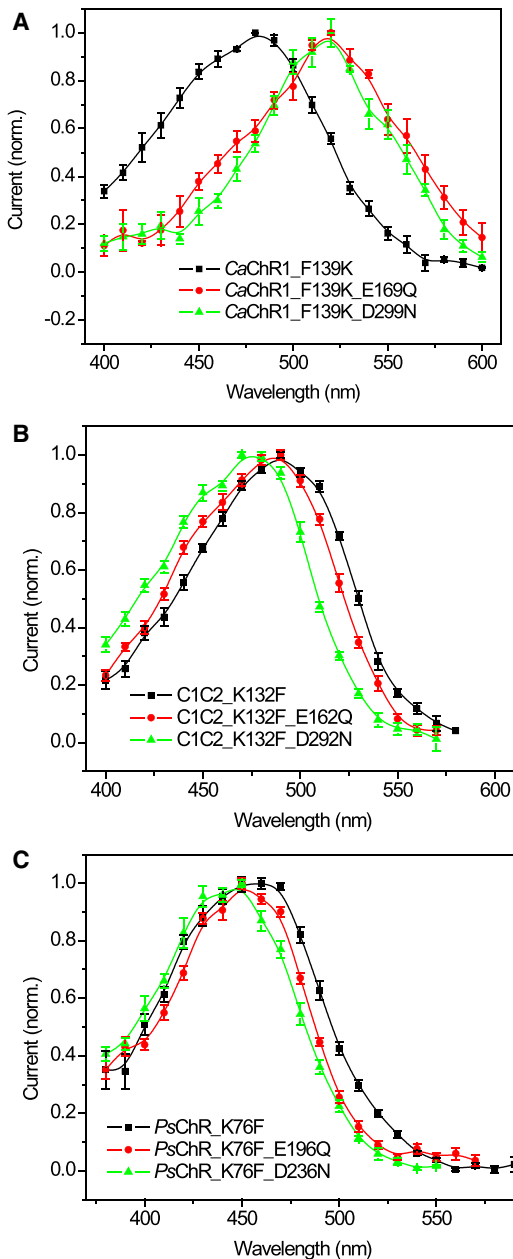 A
Current (norm.)
1.0
0.8
0.6
0.4
0.2
0.0
-0.2
CaChR1_F139K
CaChR1_F139K_E169Q
CaChR1_F139K_D299N
400 450 500 550 600
Wavelength (nm)
B
Current (norm.)
1.0
0.8
0.6
0.4
0.2
0.0
C1C2_K132F
C1C2_K132F_E162Q
C1C2_K132F_D292N
400 450 500 550 600
Wavelength (nm)
C
Current (norm.)
1.0
0.8
0.6
0.4
0.2
0.0
PsChR_K76F
PsChR_K76F_E196Q
PsChR_K76F_D236N
400 450 500 550
Wavelength (nm)